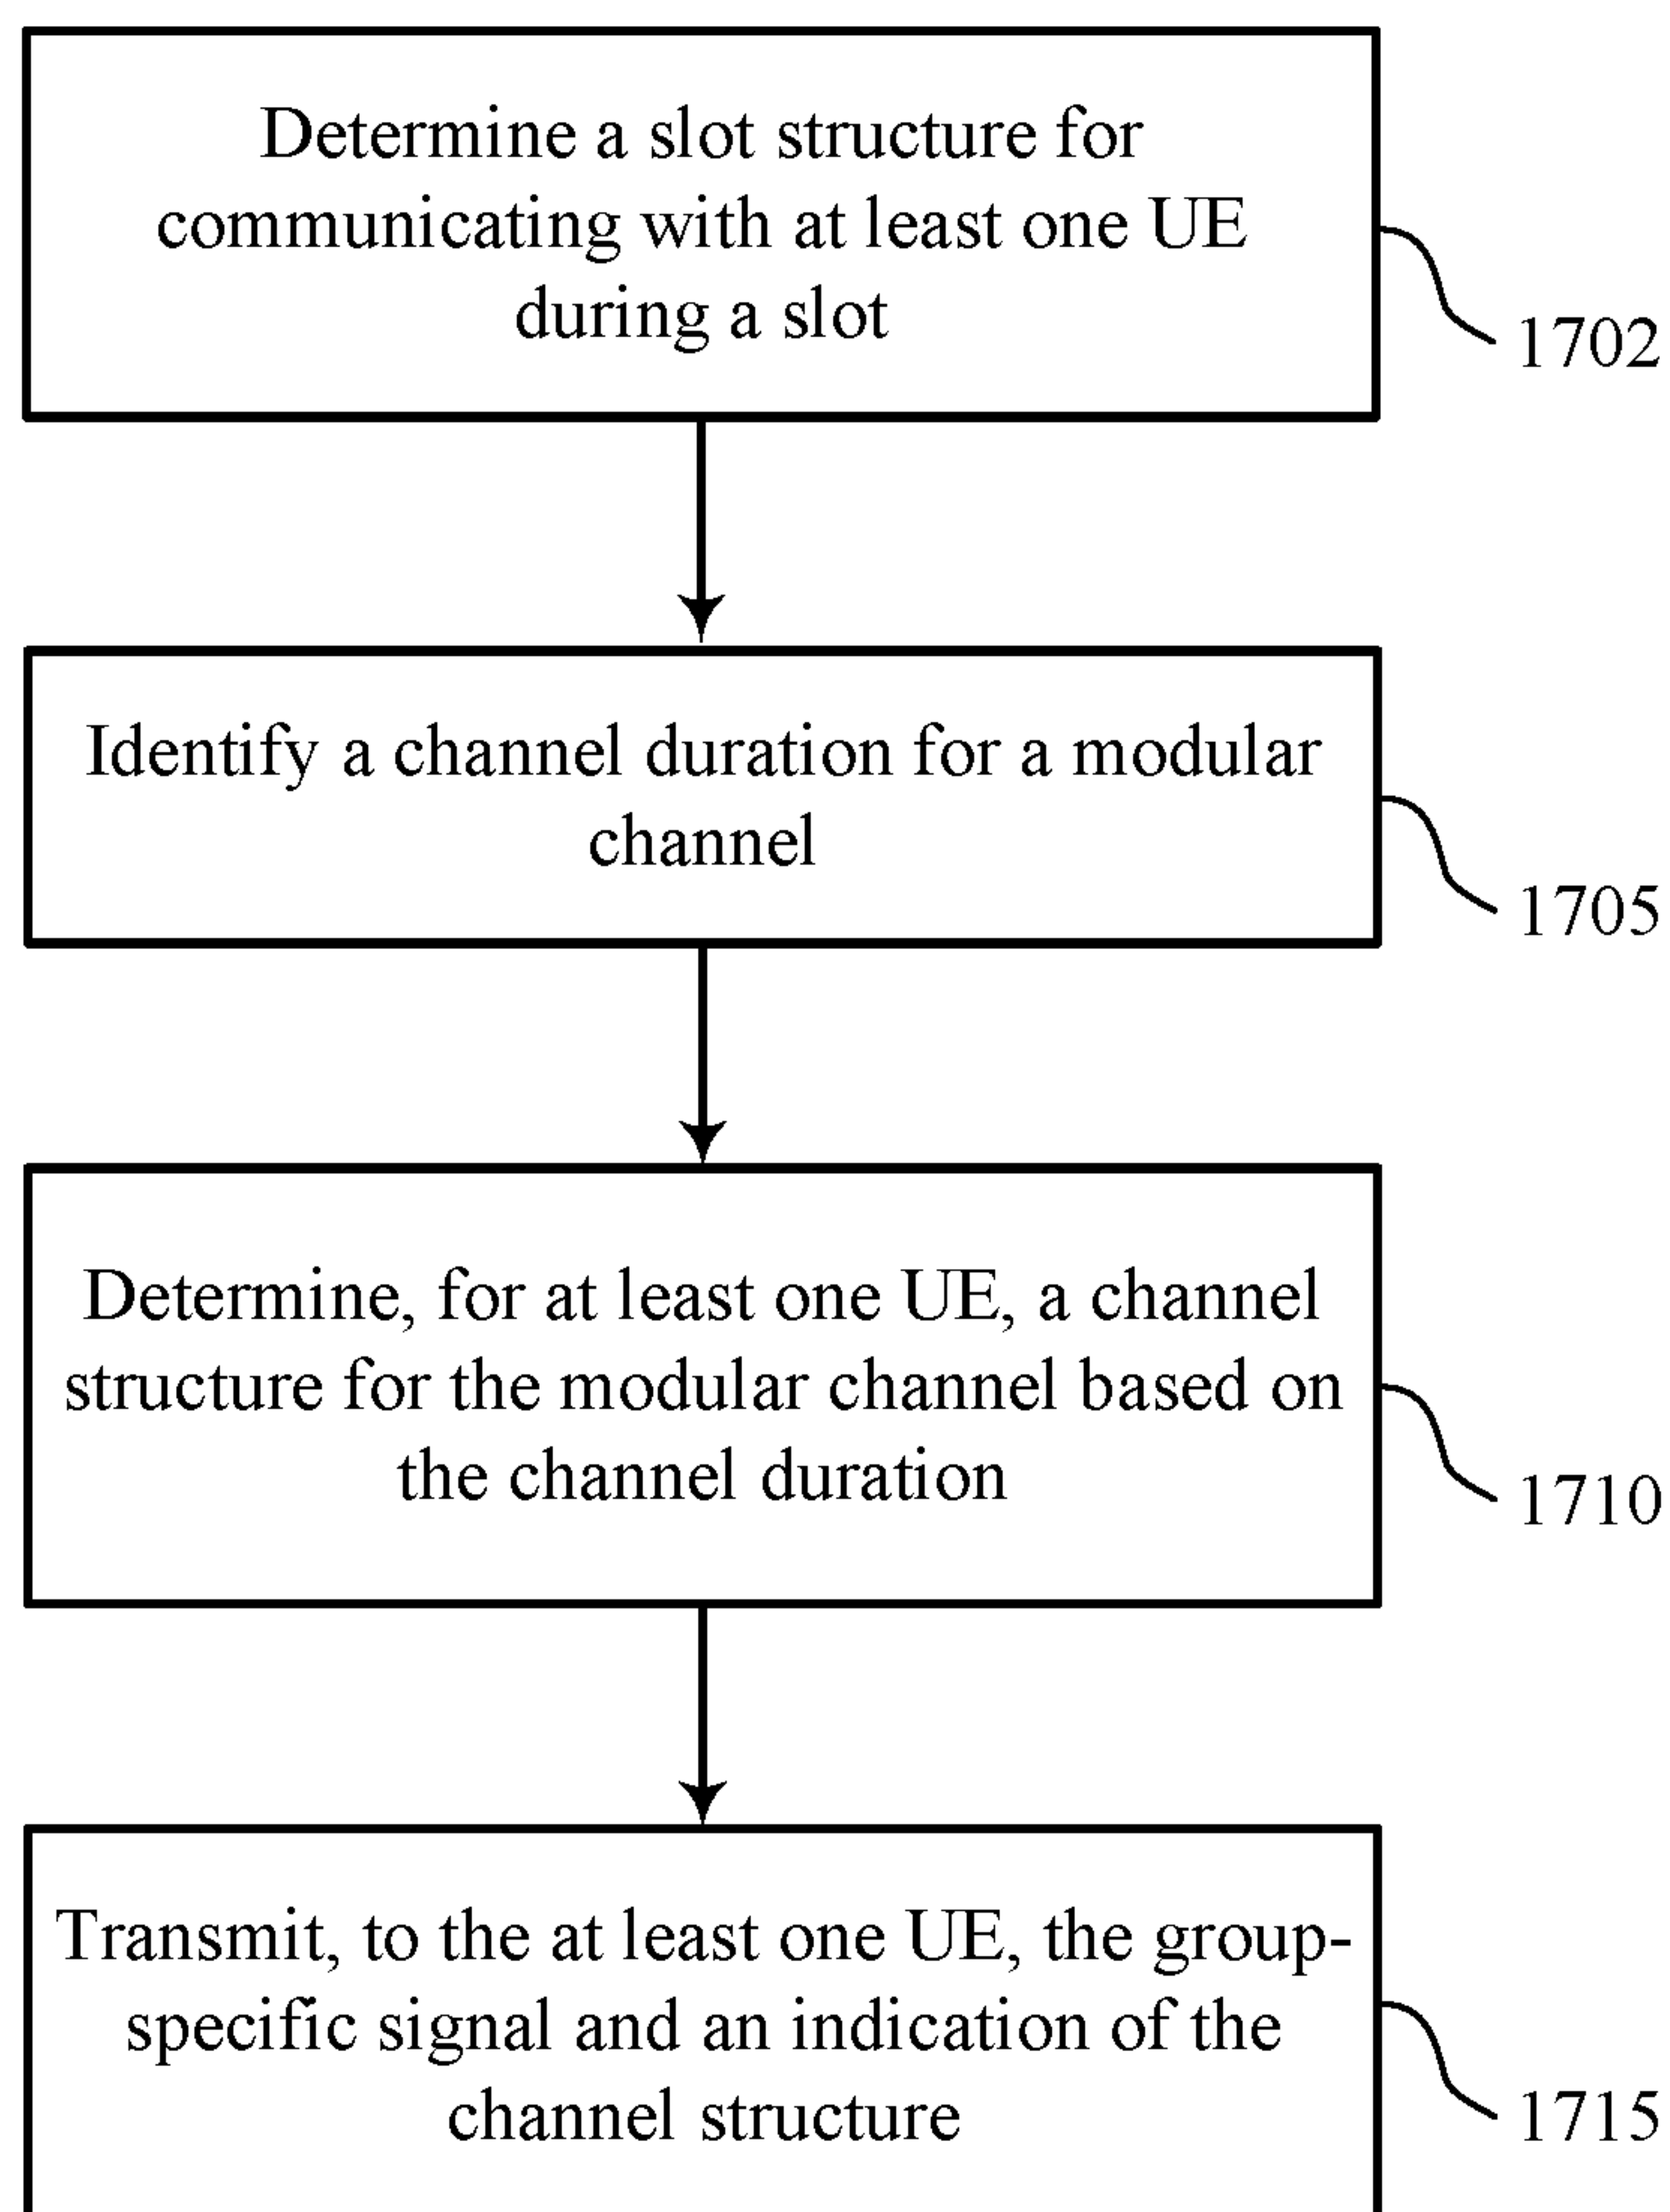 Determine a slot structure for
communicating with at least one UE
during a slot
1702
Identify a channel duration for a modular
channel
1705
Determine, for at least one UE, a channel
structure for the modular channel based on
the channel duration
1710
Transmit, to the at least one UE, the group-
specific signal and an indication of the
channel structure
1715